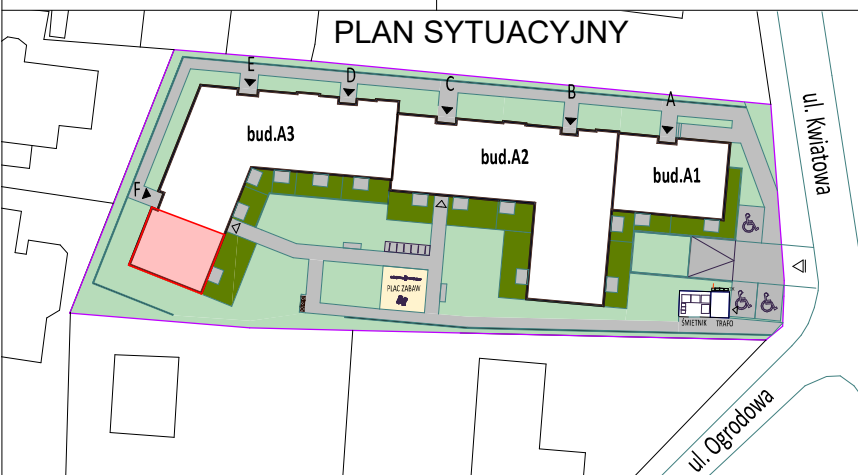 PLAN SYTUACYJNY
E
D
C
B
A
ul. Kwiatowa
bud.A3
bud.A2
bud.A1
F
PLAC ZABAW
ŚMIETNIK
TRAFO
ul. Ogrodowa